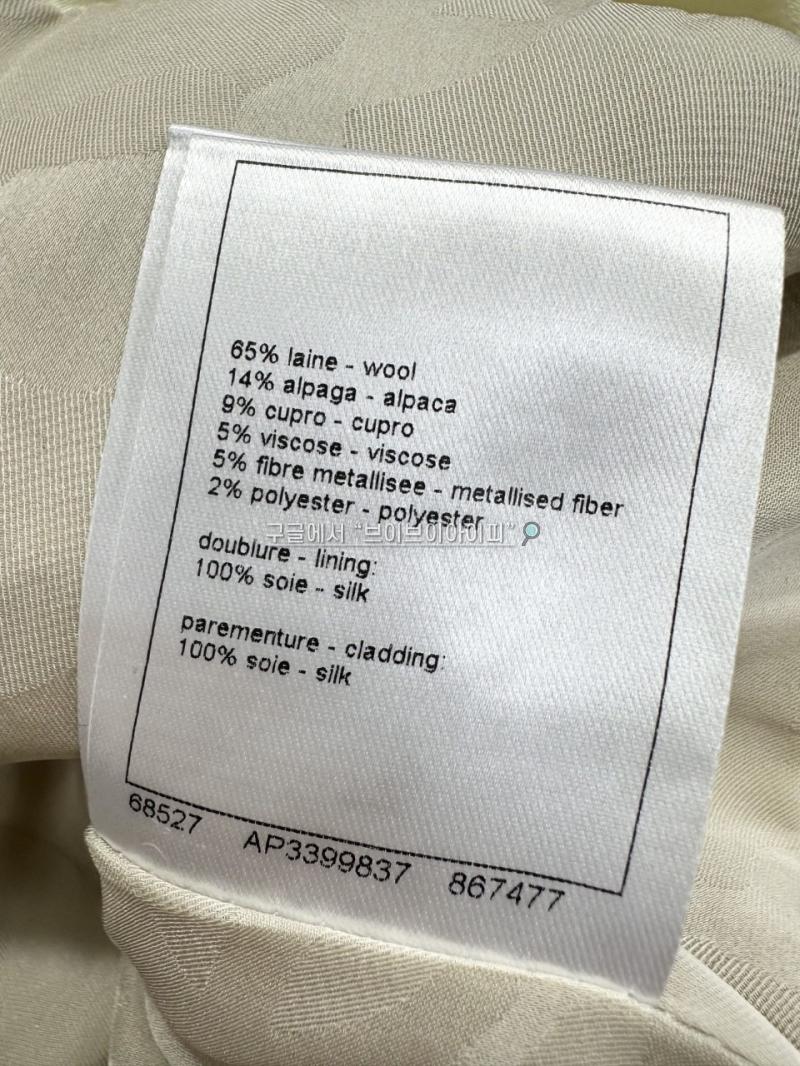 65% laine - wool
14% alpaga - alpaca
9% cupro - cupro
5% viscose - viscose
5% fibre metallisee - metallised fiber
2% polyester - polyester
구글에서 “브이브이아이피”
doublure - lining:
100% soie - silk
parementure - cladding:
100% soie - silk
68527 AP3399837 867477